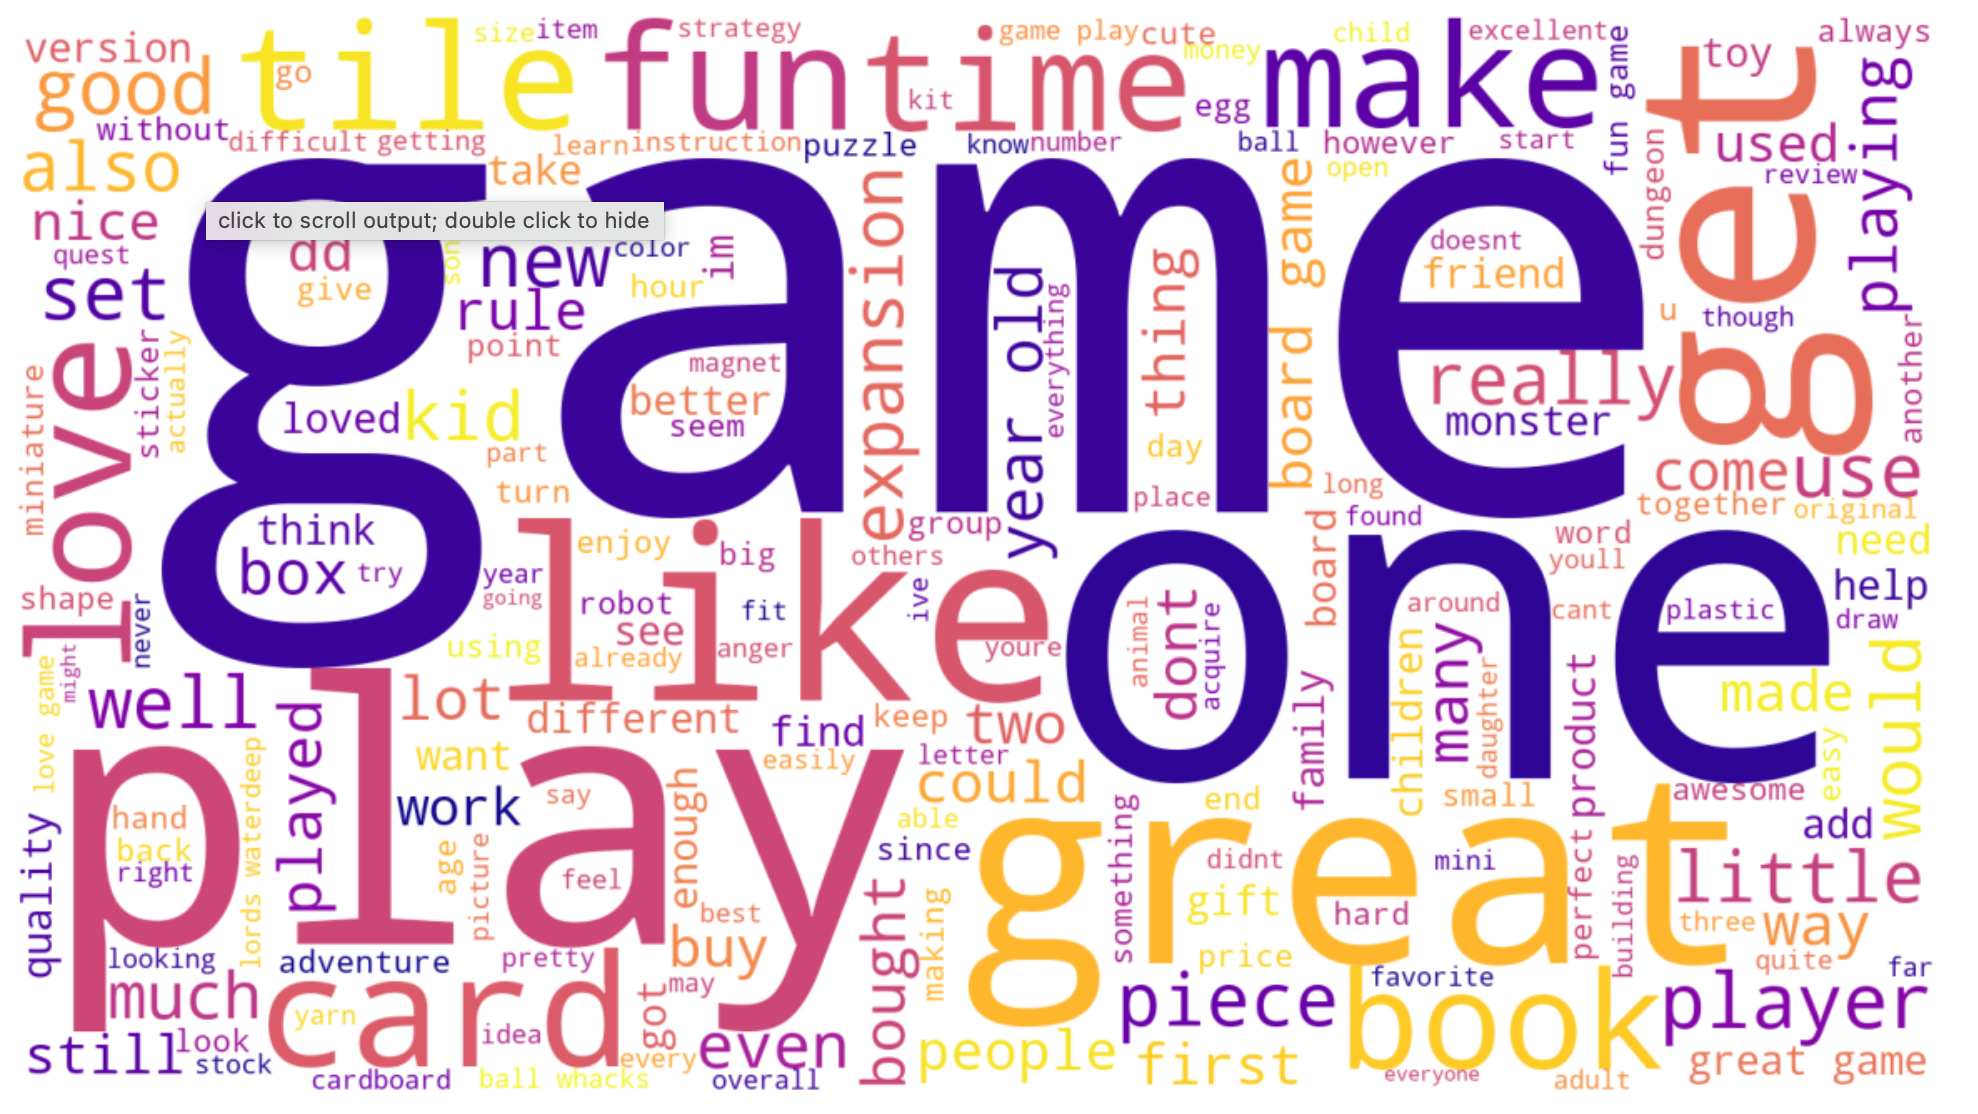 version
good
tile
go
size
item
fun
strategy
time
game play
cute
money
kit
egg
make
child
excellent
fun game
get
toy
always
playing
without
difficult
getting
learn
instruction
puzzle
know
number
ball
however
start
used
review
also
take
open
dungeon
click to scroll output; double click to hide
game
nice
quest
set
dd
give
son
new
color
hour
im
rule
point
expansion
year old
everything
thing
board game
doesnt
friend
u
though
another
love
sticker
actually
miniature
loved
kid
magnet
better
seem
really
monster
part
turn
day
place
long
come
use
together
original
think
box
try
like
enjoy
big
group
others
ive
board
found
word
youll
need
one
year
going
robot
see
fit
shape
never
using
already
anger
youre
animal
dont
acquire
around
many
daughter
cant
plastic
help
draw
might
love game
well
played
lot
different
find
keep
two
family
children
product
made
would
easy
play
want
easily
letter
could
work
say
enough
able
end
small
awesome
add
lords waterdeep
hand
back
right
quality
age
picture
feel
since
great
something
didnt
mini
gift
hard
perfect
building
little
three
way
best
buy
bought
making
price
quite
far
looking
adventure
pretty
may
much
card
yarn
idea
got
piece
favorite
book
player
still
look
stock
every
even
people
first
great game
cardboard
ball whacks
overall
everyone
adult